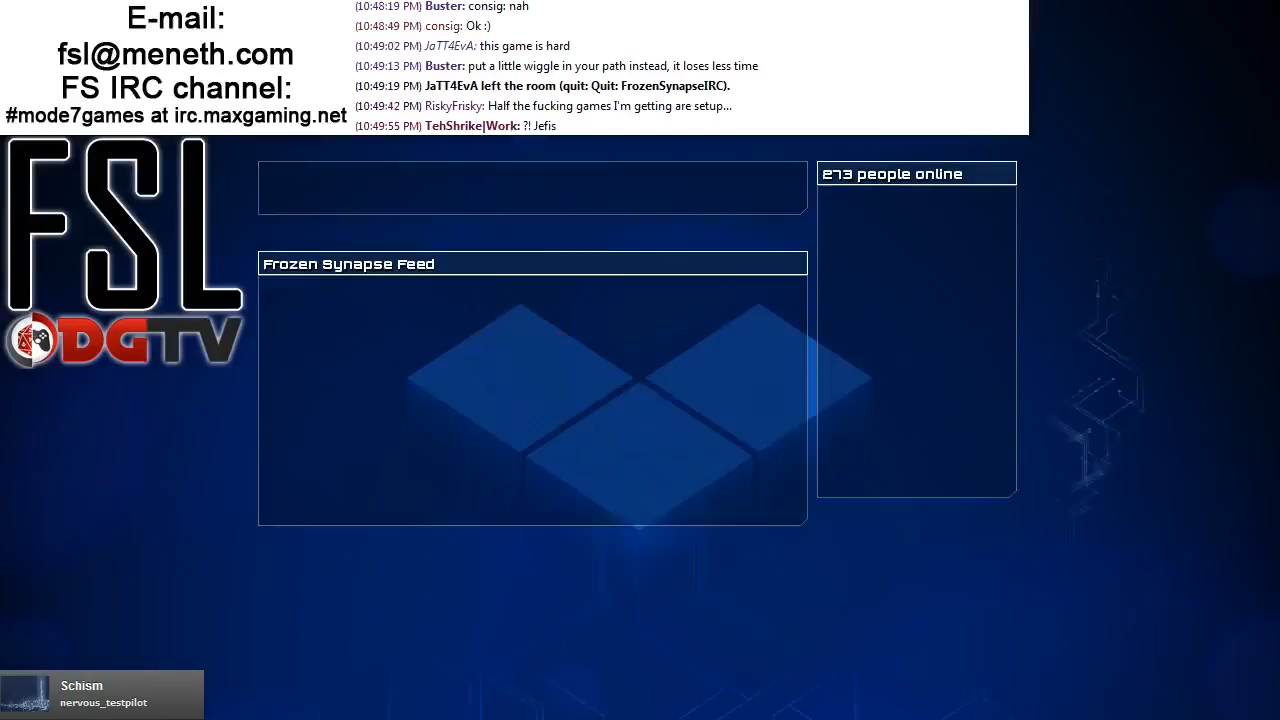 E-mail:
fsl@meneth.com
FS IRC channel:
#mode7games at irc.maxgaming.net
(10:48:19 PM) Buster: consig: nah
(10:48:49 PM) consig: Ok :)
(10:49:02 PM) JaTT4EvA: this game is hard
(10:49:13 PM) Buster: put a little wiggle in your path instead, it loses less time
(10:49:19 PM) JaTT4EvA left the room (quit: Quit: FrozenSynapseIRC).
(10:49:42 PM) RiskyFrisky: Half the fucking games I'm getting are setup...
(10:49:55 PM) TehShrike|Work: ?! Jefis
FSL
DGTV
273 people online
Frozen Synapse Feed
Schism
nervous_testpilot